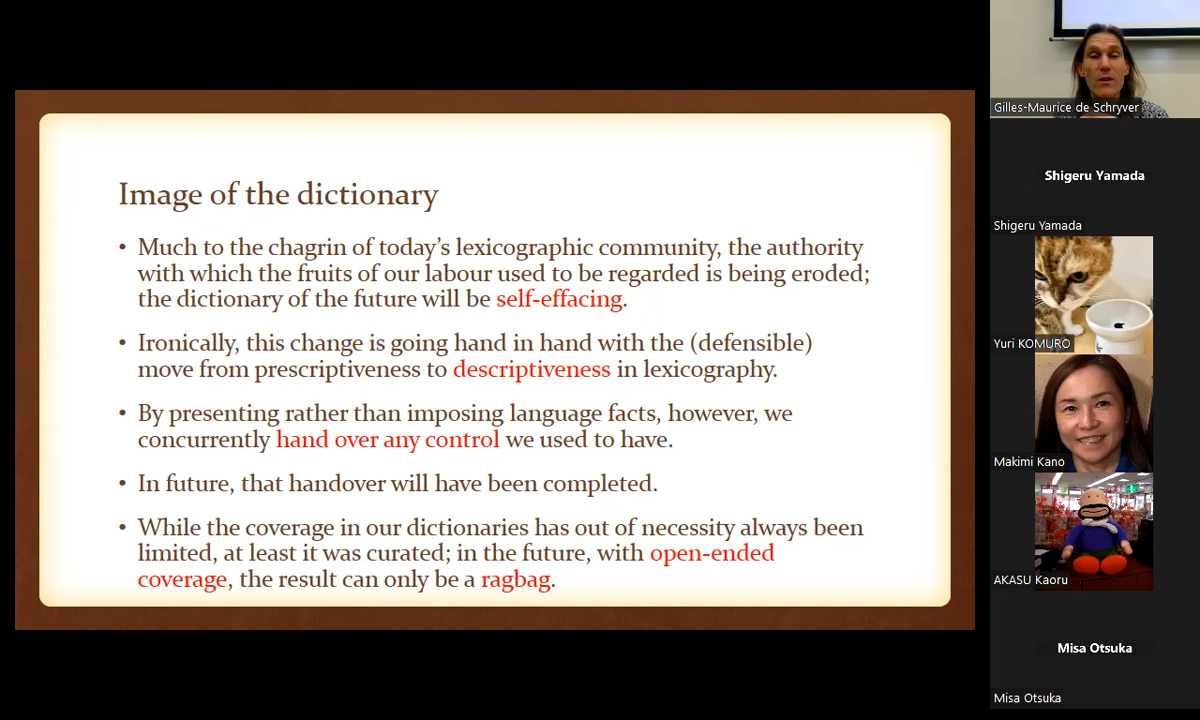 Image of the dictionary
• Much to the chagrin of today's lexicographic community, the authority
with which the fruits of our labour used to be regarded is being eroded;
the dictionary of the future will be self-effacing.
• Ironically, this change is going hand in hand with the (defensible)
move from prescriptiveness to descriptiveness in lexicography.
• By presenting rather than imposing language facts, however, we
concurrently hand over any control we used to have.
• In future, that handover will have been completed.
• While the coverage in our dictionaries has out of necessity always been
limited, at least it was curated; in the future, with open-ended
coverage, the result can only be a ragbag.
Gilles-Maurice de Schryver
Shigeru Yamada
Shigeru Yamada
Yuri KOMURO
Makimi Kano
AKASU Kaoru
Misa Otsuka
Misa Otsuka